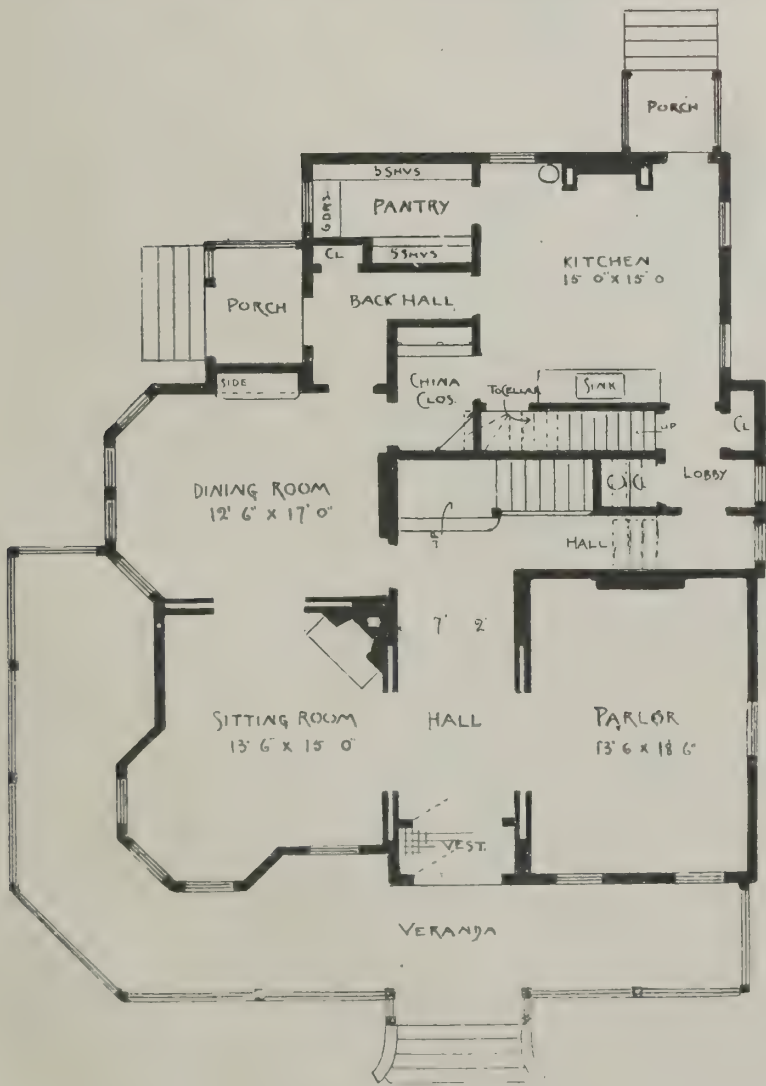 PORCH
5 SHVS
6 DRS.
PANTRY
CL
5 SHVS
KITCHEN
15' 0" X 15' 0
PORCH
BACK HALL
SIDE
CHINA
CLOS.
TO CELLAR
SINK
UP
CL
LOBBY
CL
DINING ROOM
12' 6" X 17' 0"
HALL
7' 2"
SITTING ROOM
13' 6" X 15' 0"
HALL
PARLOR
13' 6 X 18' 6"
VEST.
VERANDA